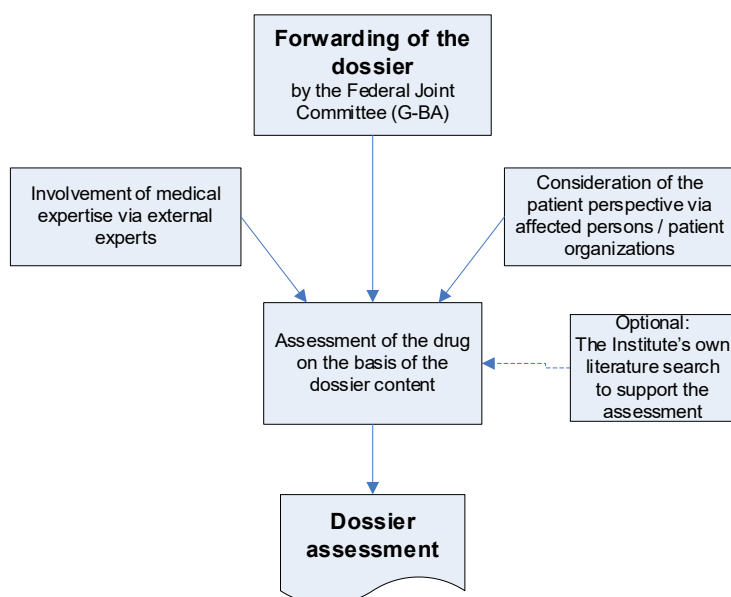 Forwarding of the
dossier
by the Federal Joint
Committee (G-BA)
Involvement of medical
expertise via external
experts
Consideration of the
patient perspective via
affected persons / patient
organizations
Assessment of the drug
on the basis of the
dossier content
Optional:
The Institute's own
literature search
to support the
assessment
Dossier
assessment